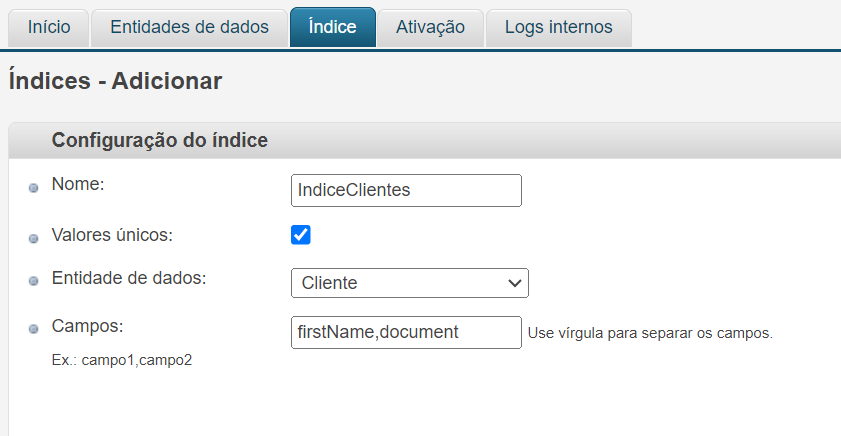 Início Entidades de dados Índice Ativação Logs internos
Índices - Adicionar
Configuração do índice
Nome: IndiceClientes
Valores únicos:
Entidade de dados: Cliente
Campos: firstName,document Use vírgula para separar os campos.
Ex.: campo1,campo2